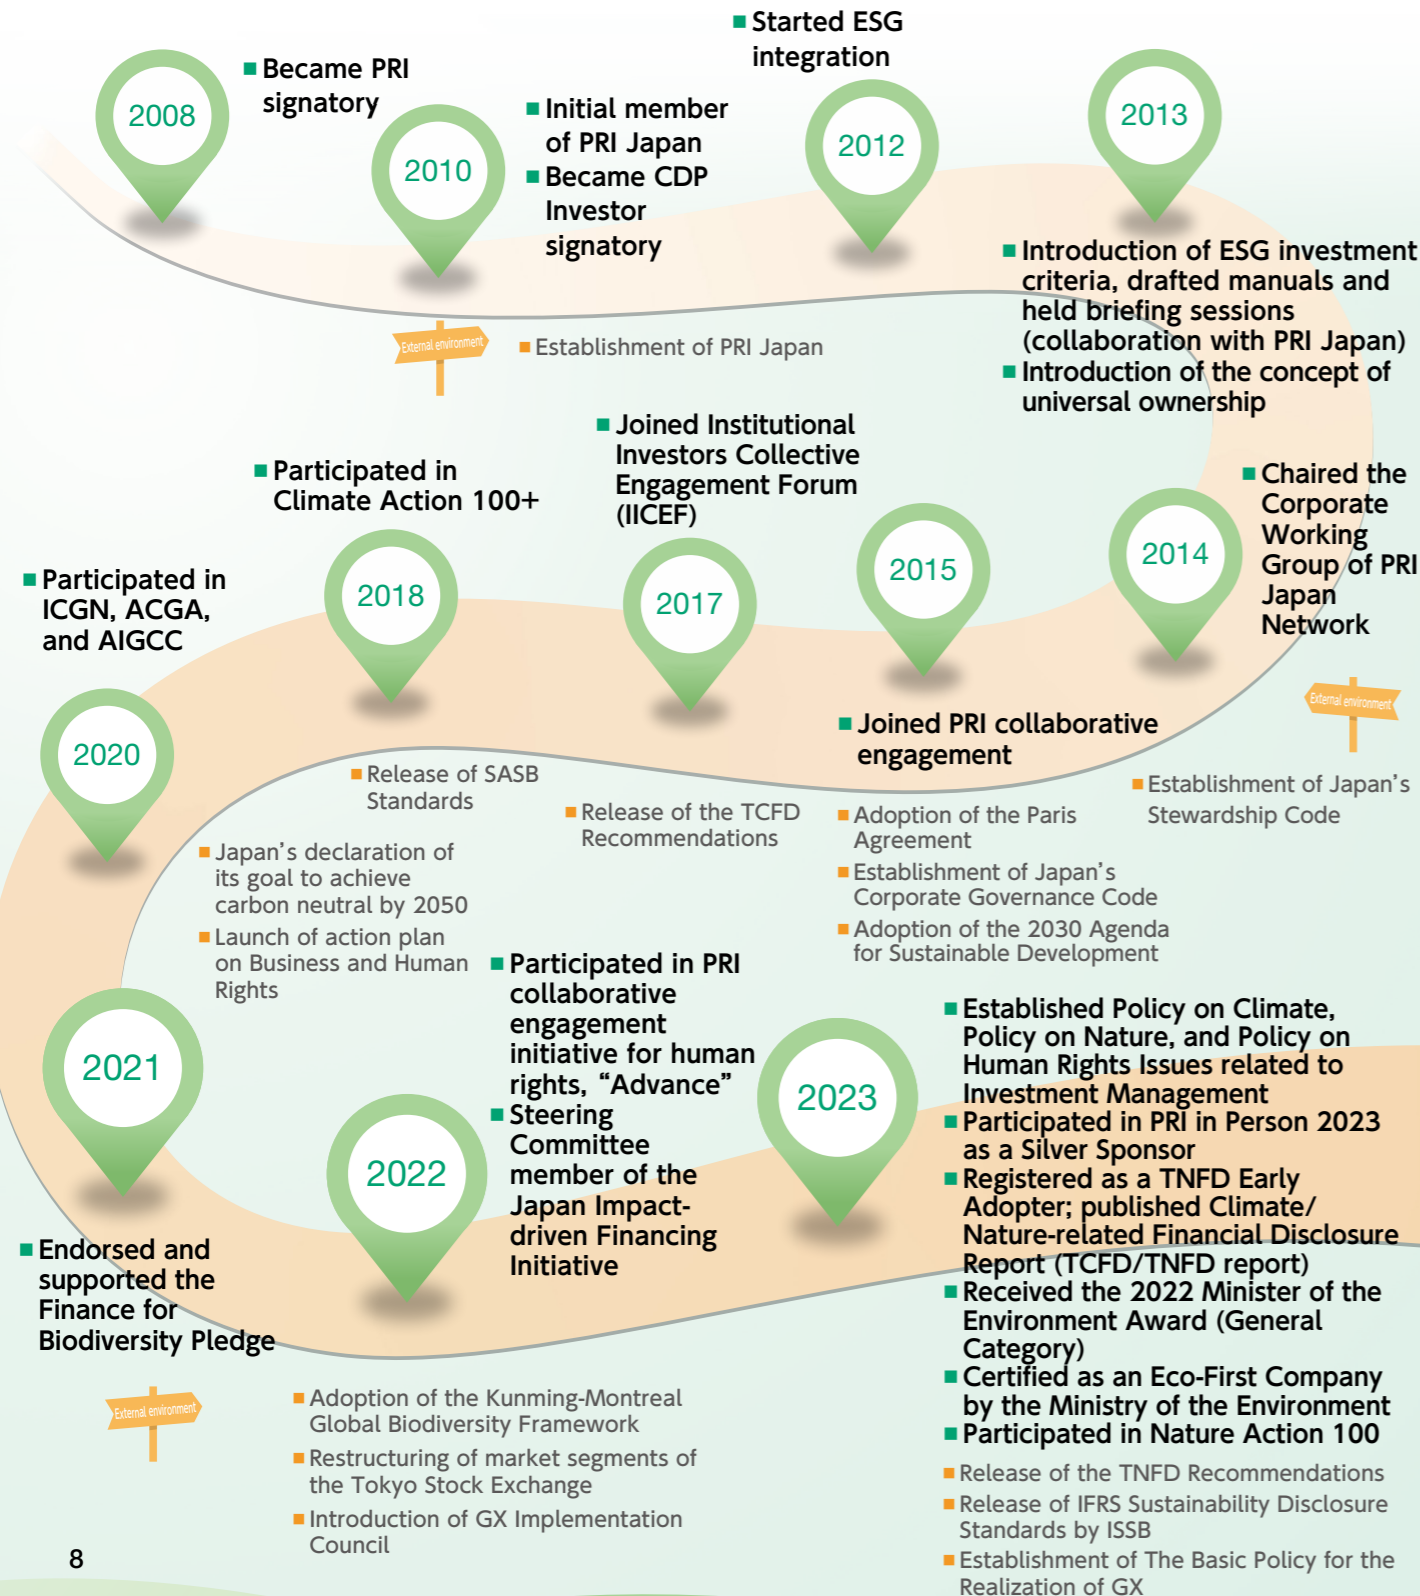 2008
■ Became PRI
signatory
2010
■ Initial member
of PRI Japan
■ Became CDP
Investor
signatory
External environment
■ Establishment of PRI Japan
■ Started ESG
integration
2012
2013
■ Introduction of ESG investment
criteria, drafted manuals and
held briefing sessions
(collaboration with PRI Japan)
■ Introduction of the concept of
universal ownership
■ Chaired the
Corporate
Working
Group of PRI
Japan
Network
2014
External environment
■ Establishment of Japan’s
Stewardship Code
2015
■ Joined PRI collaborative
engagement
■ Adoption of the Paris
Agreement
■ Establishment of Japan’s
Corporate Governance Code
■ Adoption of the 2030 Agenda
for Sustainable Development
■ Joined Institutional
Investors Collective
Engagement Forum
(IICEF)
2017
■ Release of the TCFD
Recommendations
■ Participated in
Climate Action 100+
2018
■ Release of SASB
Standards
■ Participated in
ICGN, ACGA,
and AIGCC
2020
■ Japan’s declaration of
its goal to achieve
carbon neutral by 2050
■ Launch of action plan
on Business and Human
Rights
2021
■ Endorsed and
supported the
Finance for
Biodiversity Pledge
External environment
2022
■ Participated in PRI
collaborative
engagement
initiative for human
rights, “Advance”
■ Steering
Committee
member of the
Japan Impact-
driven Financing
Initiative
■ Adoption of the Kunming-Montreal
Global Biodiversity Framework
■ Restructuring of market segments of
the Tokyo Stock Exchange
■ Introduction of GX Implementation
Council
2023
■ Established Policy on Climate,
Policy on Nature, and Policy on
Human Rights Issues related to
Investment Management
■ Participated in PRI in Person 2023
as a Silver Sponsor
■ Registered as a TNFD Early
Adopter; published Climate/
Nature-related Financial Disclosure
Report (TCFD/TNFD report)
■ Received the 2022 Minister of the
Environment Award (General
Category)
■ Certified as an Eco-First Company
by the Ministry of the Environment
■ Participated in Nature Action 100
■ Release of the TNFD Recommendations
■ Release of IFRS Sustainability Disclosure
Standards by ISSB
■ Establishment of The Basic Policy for the
Realization of GX
8